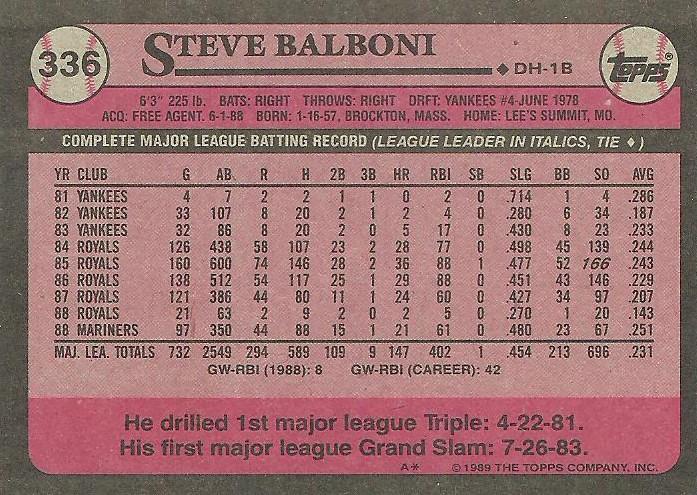 336
STEVE BALBONI
◆ DH-1B
TOPPS®
6'3" 225 lb. BATS: RIGHT THROWS: RIGHT DRFT: YANKEES #4-JUNE 1978
ACQ: FREE AGENT. 6-1-88 BORN: 1-16-57, BROCKTON, MASS. HOME: LEE'S SUMMIT, MO.
COMPLETE MAJOR LEAGUE BATTING RECORD (LEAGUE LEADER IN ITALICS, TIE ♦)
YR CLUB G AB R H 2B 3B HR RBI SB SLG BB SO AVG
81 YANKEES 4 7 2 2 1 1 0 2 0 .714 1 4 .286
82 YANKEES 33 107 8 20 2 1 2 4 0 .280 6 34 .187
83 YANKEES 32 86 8 20 2 0 5 17 0 .430 8 23 .233
84 ROYALS 126 438 58 107 23 2 28 77 0 .498 45 139 .244
85 ROYALS 160 600 74 146 28 2 36 88 1 .477 52 166 .243
86 ROYALS 138 512 54 117 25 1 29 88 0 .451 43 146 .229
87 ROYALS 121 386 44 80 11 1 24 60 0 .427 34 97 .207
88 ROYALS 21 63 2 9 2 0 2 5 0 .270 1 20 .143
88 MARINERS 97 350 44 88 15 1 21 61 0 .480 23 67 .251
MAJ. LEA. TOTALS 732 2549 294 589 109 9 147 402 1 .454 213 696 .231
GW-RBI (1988): 8 GW-RBI (CAREER): 42
He drilled 1st major league Triple: 4-22-81.
His first major league Grand Slam: 7-26-83.
A* © 1989 THE TOPPS COMPANY, INC.